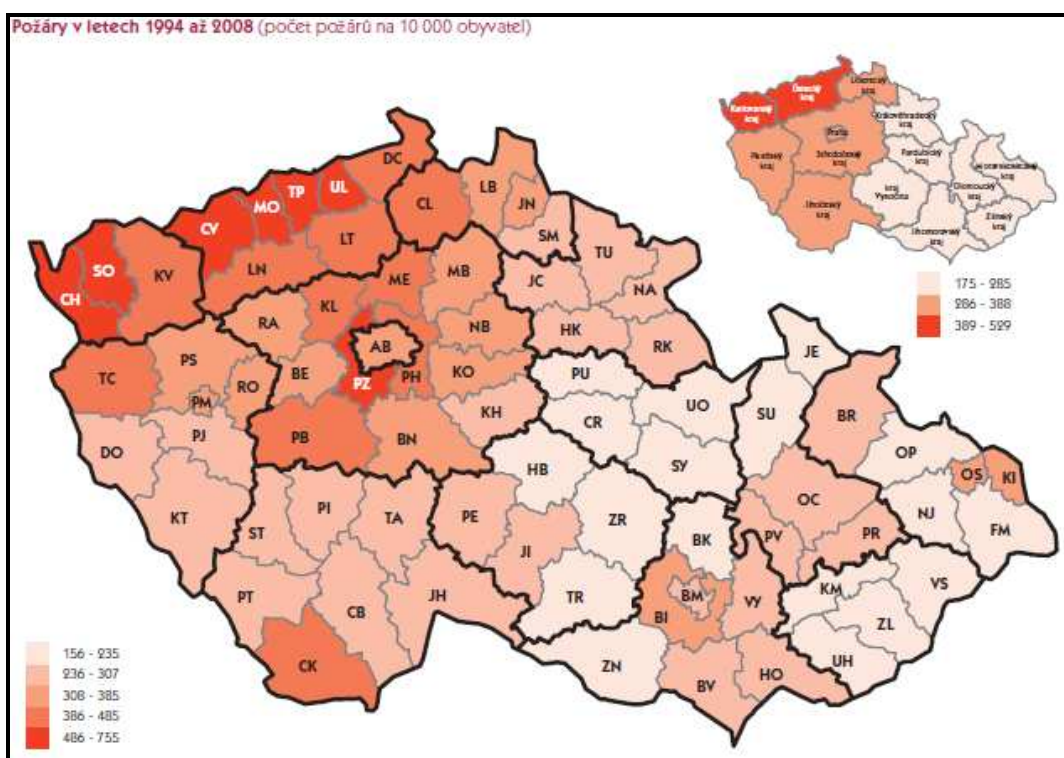 Požáry v letech 1994 až 2008 (počet požárů na 10 000 obyvatel)
Karlovarský kraj
Ústecký kraj
Liberecký kraj
Královéhradecký kraj
Praha
Středočeský kraj
Plzeňský kraj
Pardubický kraj
Moravskoslezský kraj
Olomoucký kraj
kraj Vysočina
Jihočeský kraj
Jihomoravský kraj
Zlínský kraj
175 - 285
286 - 388
389 - 529
DC
UL
TP
MO
CV
CL
LB
JN
LT
SM
SO
KV
CH
LN
ME
MB
JC
TU
NA
KL
RA
AB
NB
HK
RK
PS
TC
RO
PM
BE
PZ
PH
KO
KH
PU
JE
SU
UO
BR
PJ
DO
PB
BN
CR
OP
OS
KI
HB
SY
OC
NJ
FM
KT
ST
PI
TA
PE
JI
ZR
BK
PV
PR
PT
CB
JH
TR
BI
BM
VY
KM
VS
ZL
UH
CK
ZN
BV
HO
156 - 235
236 - 307
308 - 385
386 - 485
486 - 755